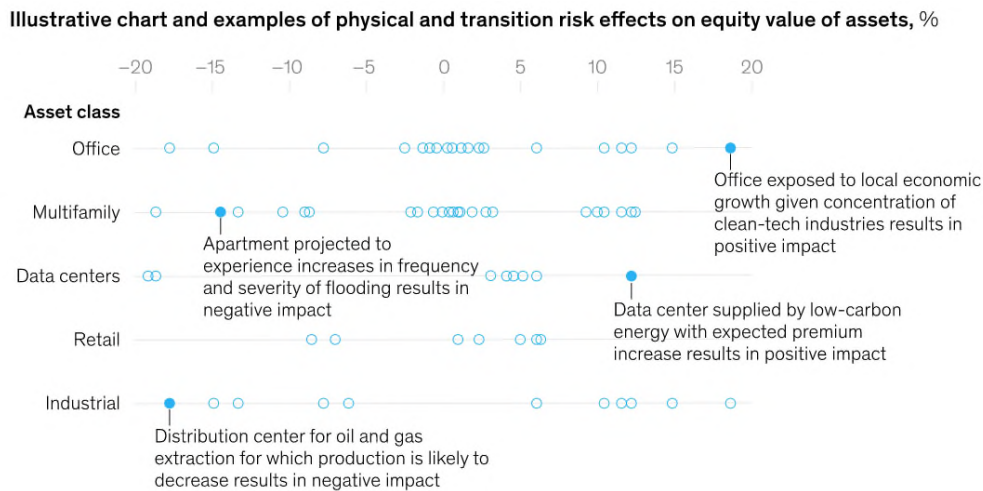 Illustrative chart and examples of physical and transition risk effects on equity value of assets, %
−20 −15 −10 −5 0 5 10 15 20
Asset class
Office
Office exposed to local economic
growth given concentration of
clean-tech industries results in
positive impact
Multifamily
Apartment projected to
experience increases in frequency
and severity of flooding results in
negative impact
Data centers
Data center supplied by low-carbon
energy with expected premium
increase results in positive impact
Retail
Industrial
Distribution center for oil and gas
extraction for which production is likely to
decrease results in negative impact